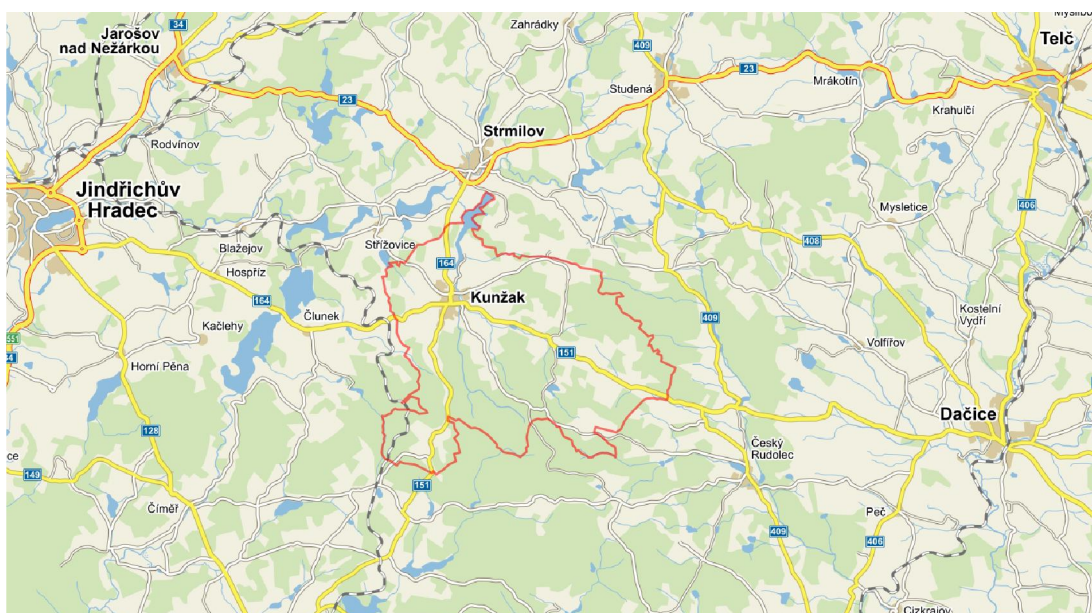 Zahrádky
Jarošov
nad Nežárkou
34
409
Telč
23
Mrákotín
Studená
23
Krahulčí
Strmilov
Rodvínov
Jindřichův
Hradec
406
Mysletice
Střížovice
Blažejov
408
Hospříz
164
164
Kunžak
Člunek
409
Kostelní
Vydří
Kačlehy
Volfířov
151
Horní Pěna
Dačice
128
Český
Rudolec
149
151
Číměř
Peč
409
406
Cizkrajov